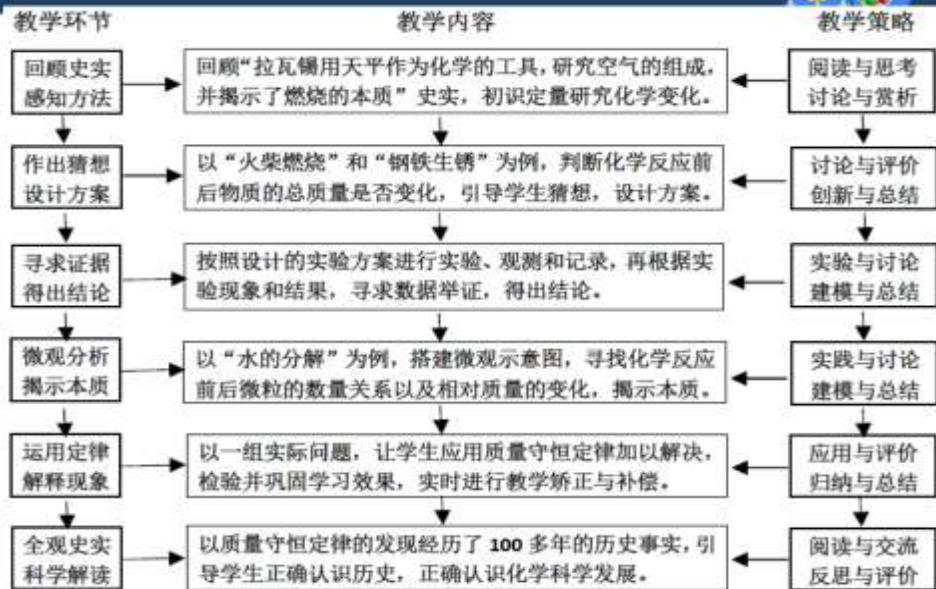 教学环节
教学内容
教学策略
回顾史实
感知方法
回顾“拉瓦锡用天平作为化学的工具，研究空气的组成，
并揭示了燃烧的本质”史实，初识定量研究化学变化。
阅读与思考
讨论与赏析
作出猜想
设计方案
以“火柴燃烧”和“钢铁生锈”为例，判断化学反应前
后物质的总质量是否变化，引导学生猜想，设计方案。
讨论与评价
创新与总结
寻求证据
得出结论
按照设计的实验方案进行实验、观测和记录，再根据实
验现象和结果，寻求数据举证，得出结论。
实验与讨论
建模与总结
微观分析
揭示本质
以“水的分解”为例，搭建微观示意图，寻找化学反应
前后微粒的数量关系以及相对质量的变化，揭示本质。
实践与讨论
建模与总结
运用定律
解释现象
以一组实际问题，让学生应用质量守恒定律加以解决，
检验并巩固学习效果，实时进行教学矫正与补偿。
应用与评价
归纳与总结
全观史实
科学解读
以质量守恒定律的发现经历了 100 多年的历史事实，引
导学生正确认识历史，正确认识化学科学发展。
阅读与交流
反思与评价